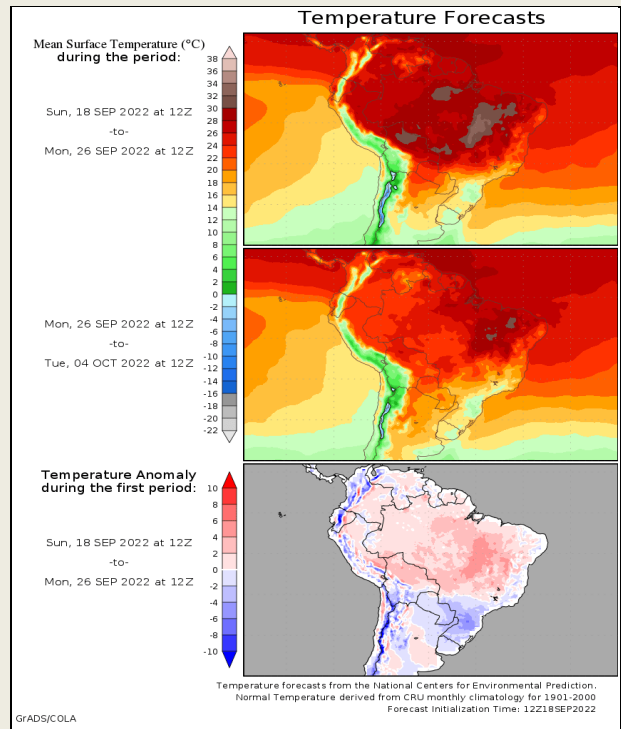 Temperature Forecasts
Mean Surface Temperature (°C)
during the period:
Sun, 18 SEP 2022 at 12Z
-to-
Mon, 26 SEP 2022 at 12Z
38
36
34
32
30
28
26
24
22
20
18
16
14
12
10
8
6
4
2
0
-2
-4
-6
-8
-10
-12
-14
-16
-18
-20
-22
Mon, 26 SEP 2022 at 12Z
-to-
Tue, 04 OCT 2022 at 12Z
Temperature Anomaly
during the first period:
Sun, 18 SEP 2022 at 12Z
-to-
Mon, 26 SEP 2022 at 12Z
10
8
6
4
2
0
-2
-4
-6
-8
-10
Temperature forecasts from the National Centers for Environmental Prediction.
Normal Temperature derived from CRU monthly climatology for 1901-2000
Forecast Initialization Time: 12Z18SEP2022
GrADS/COLA